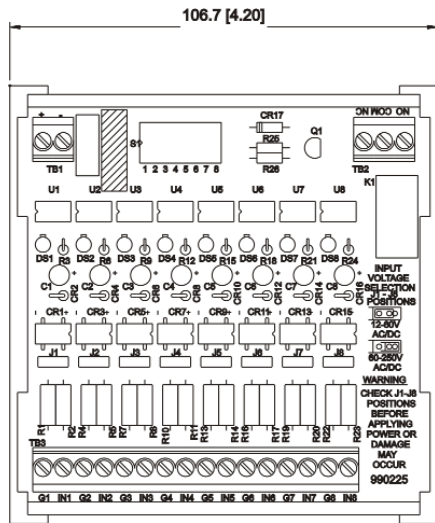 106.7 [4.20]
+ -
TB1
S1
1 2 3 4 5 6 7 8
CR17
R25
R26
Q1
NO COM NC
TB2
K1
U1 U2 U3 U4 U5 U6 U7 U8
DS1 R3 DS2 R6 DS3 R9 DS4 R12 DS5 R15 DS6 R18 DS7 R21 DS8 R24
C1 CR2 C2 CR4 C3 CR6 C4 CR8 C5 CR10 C6 CR12 C7 CR14 C8 CR16
- CR1+ - CR3+ - CR5+ - CR7+ - CR9+ - CR11- - CR13- - CR15-
J1 J2 J3 J4 J5 J6 J7 J8
INPUT
VOLTAGE
SELECTION
J1 - J8
POSITIONS
12-60V
AC/DC
60-250V
AC/DC
WARNING
CHECK J1-J8
POSITIONS
BEFORE
APPLYING
POWER OR
DAMAGE
MAY
OCCUR
990225
R1 R2 R4 R5 R7 R8 R10 R11 R13 R14 R16 R17 R19 R20 R22 R23
TB3
G1 IN1 G2 IN2 G3 IN3 G4 IN4 G5 IN5 G6 IN6 G7 IN7 G8 IN8